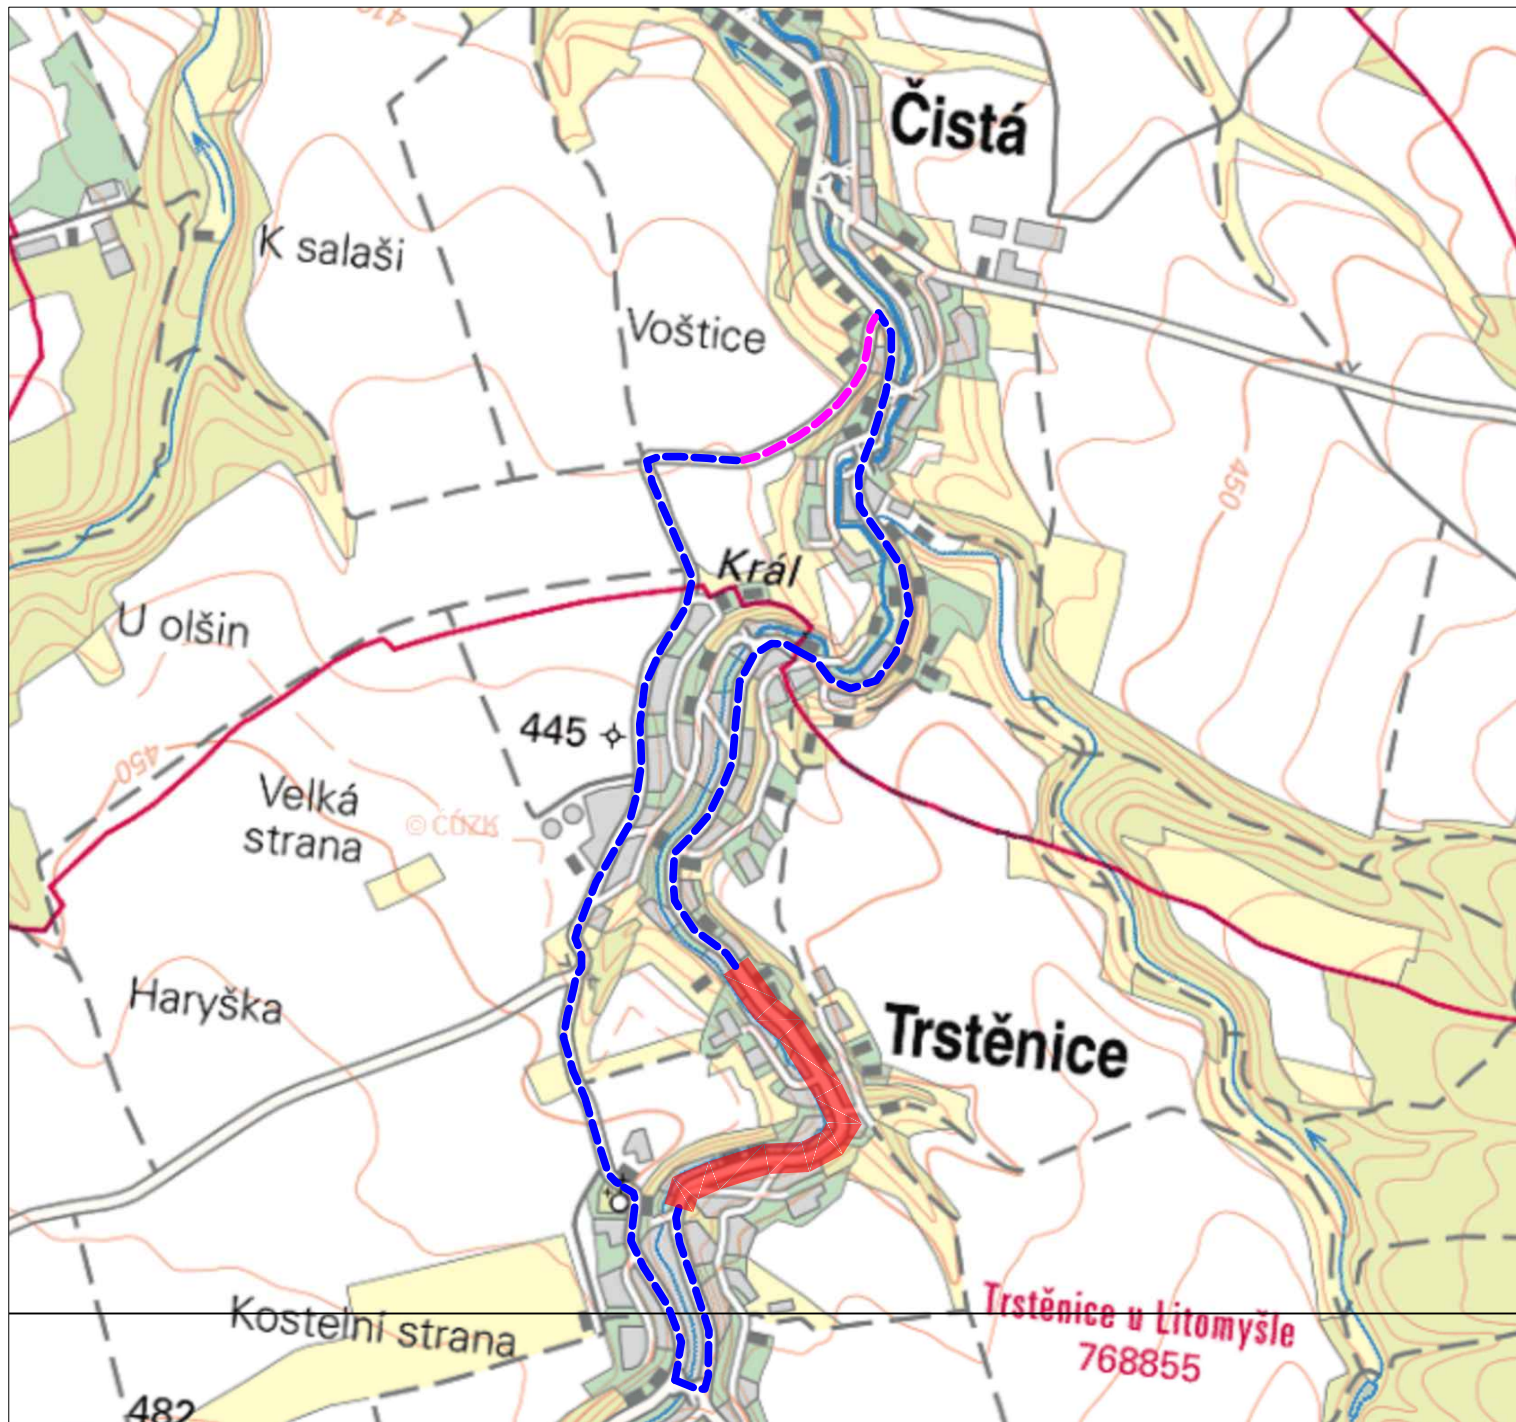 410
Čistá
K salaši
Voštice
450
Král
U olšin
445
450
Velká
strana
© ČÚZK
Haryška
Trstěnice
Trstěnice u Litomyšle
768855
Kostelní strana
482